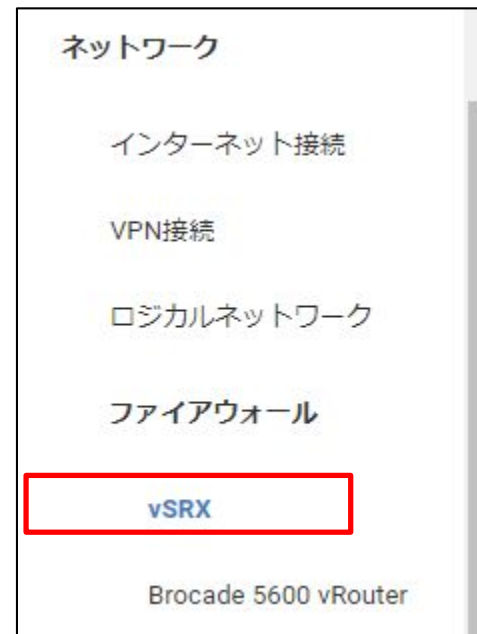 ネットワーク
インターネット接続
VPN接続
ロジカルネットワーク
ファイアウォール
vSRX
Brocade 5600 vRouter